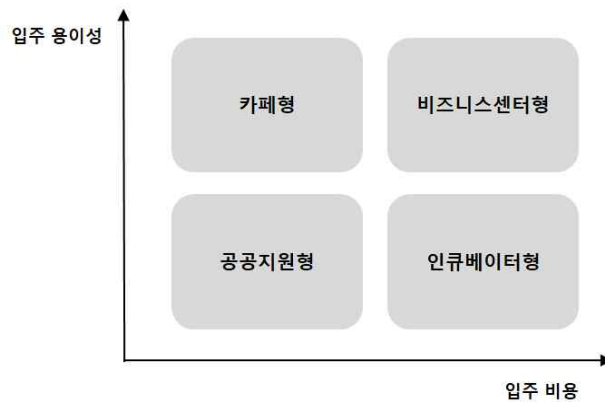 입주 용이성
카페형
비즈니스센터형
공공지원형
인큐베이터형
입주 비용